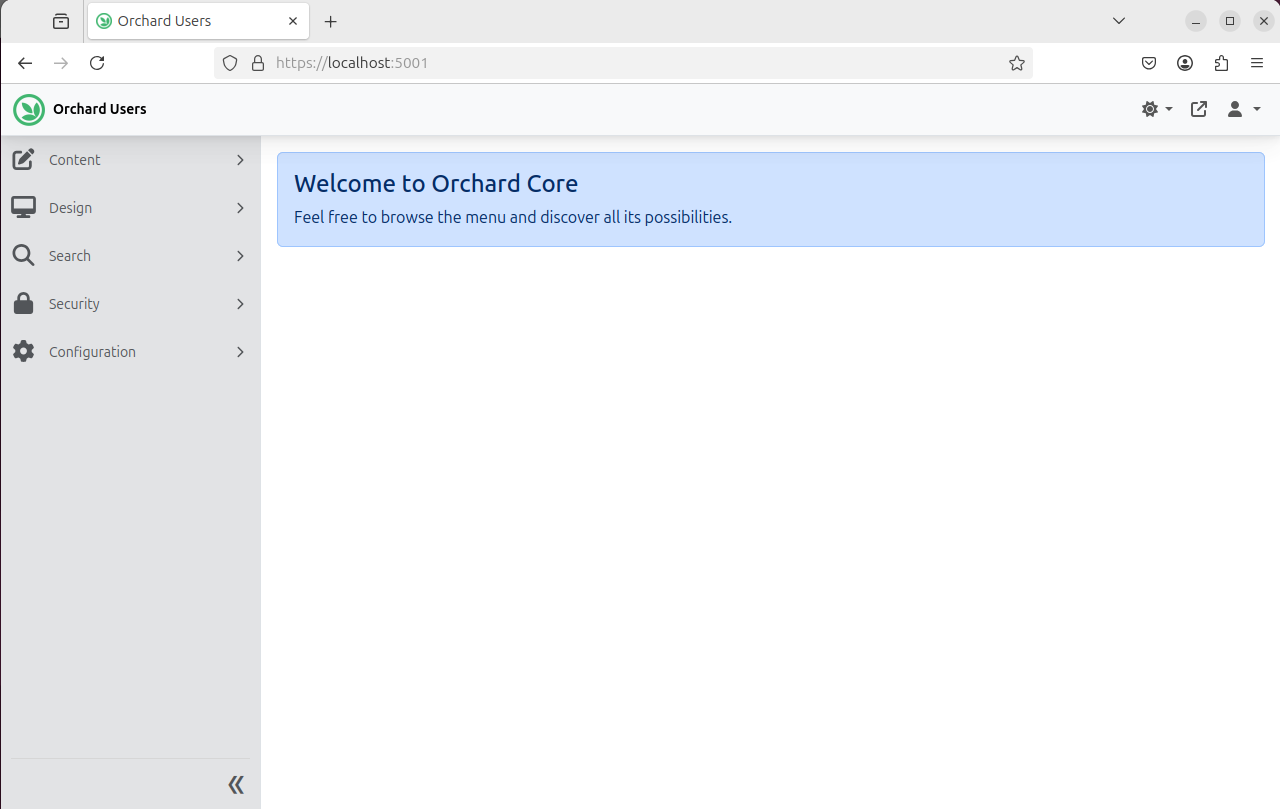 Orchard Users
https://localhost:5001
Orchard Users
Content
Design
Search
Security
Configuration
Welcome to Orchard Core
Feel free to browse the menu and discover all its possibilities.